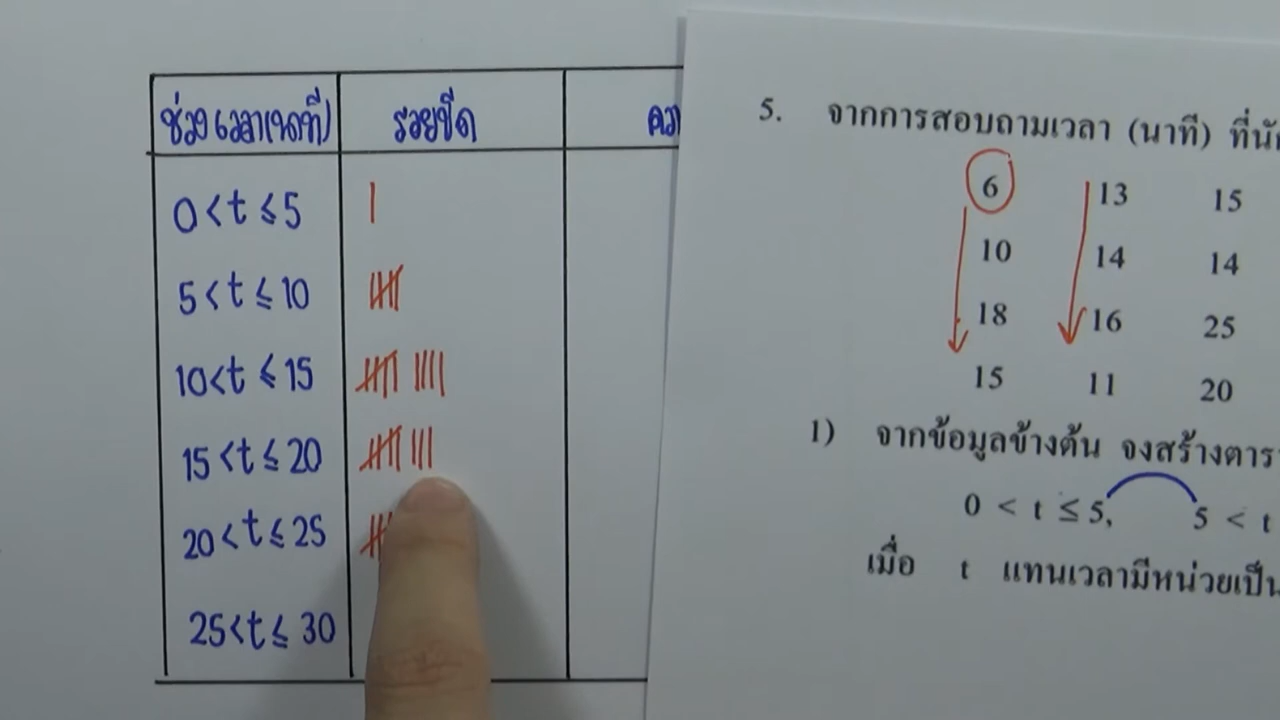 ช่วงเวลา(นาที) รอยขีด
0 < t ≤ 5
5 < t ≤ 10
10 < t ≤ 15
15 < t ≤ 20
20 < t ≤ 25
25 < t ≤ 30
5. จากการสอบถามเวลา (นาที) ที่นั
6 13 15
10 14 14
18 16 25
15 11 20
1) จากข้อมูลข้างต้น จงสร้างตารา
0 < t ≤ 5, 5 < t
เมื่อ t แทนเวลามีหน่วยเป็น